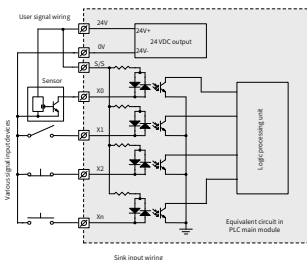 User signal wiring
24V
24V+
24 VDC output
24V-
0V
S/S
Sensor
X0
X1
X2
Xn
Various signal input devices
Logic processing unit
Equivalent circuit in
PLC main module
Sink input wiring